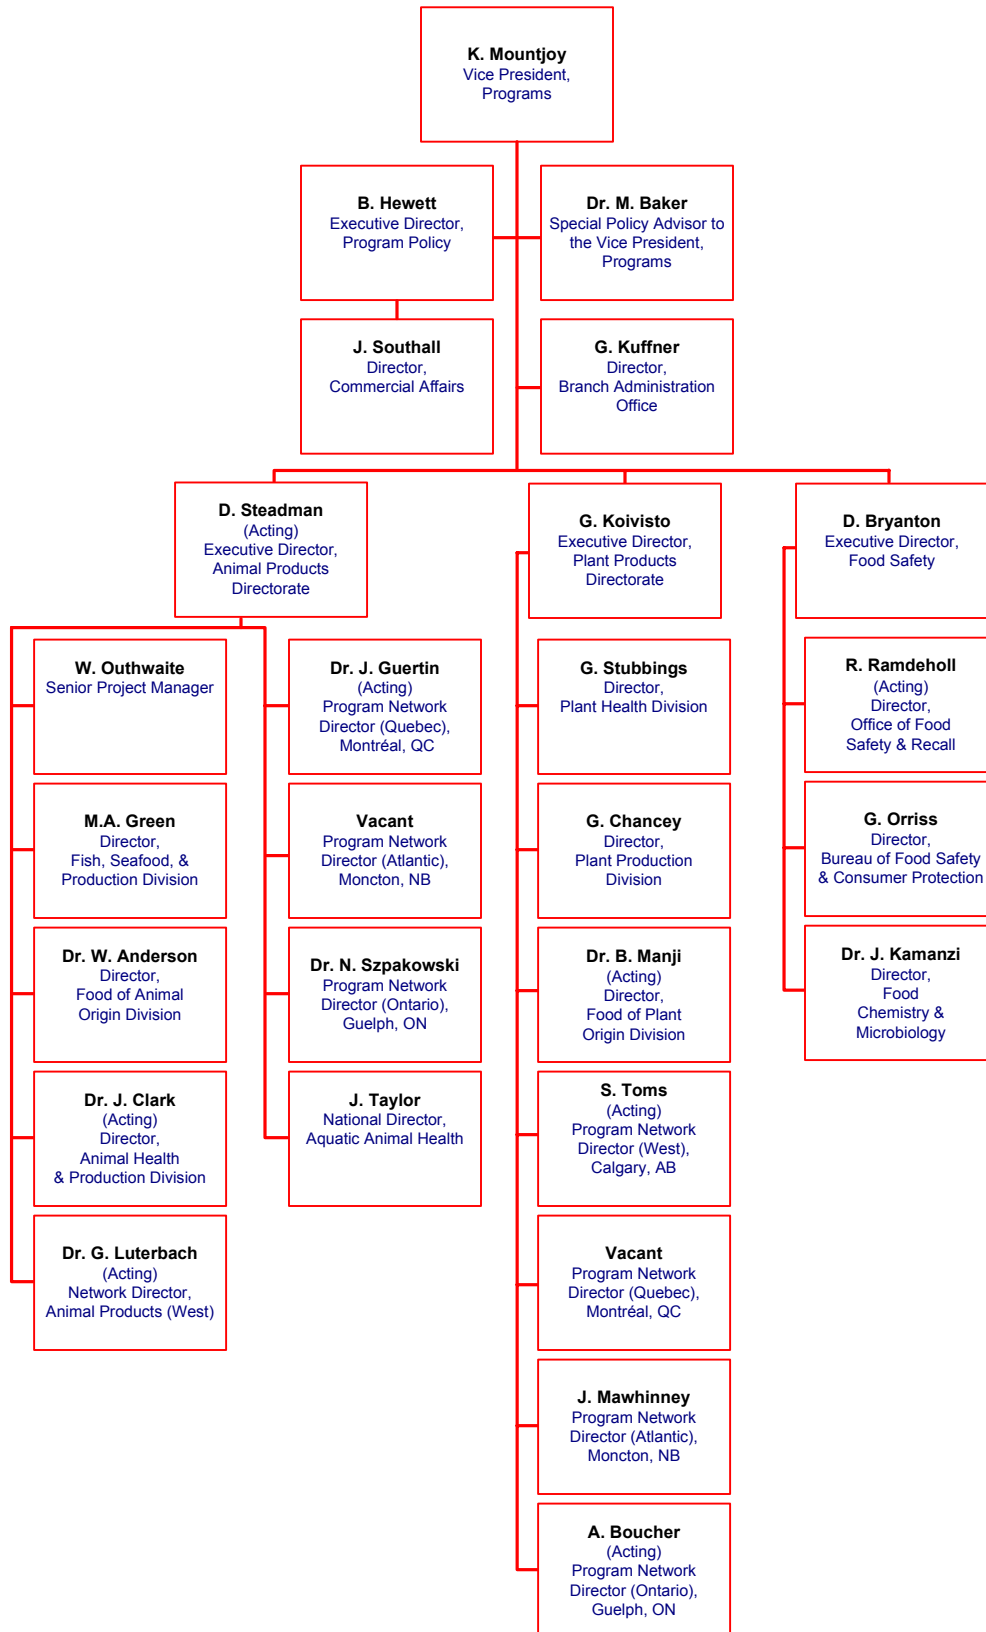 K. Mountjoy
Vice President,
Programs
B. Hewett
Executive Director,
Program Policy
Dr. M. Baker
Special Policy Advisor to
the Vice President,
Programs
J. Southall
Director,
Commercial Affairs
G. Kuffner
Director,
Branch Administration
Office
D. Steadman
(Acting)
Executive Director,
Animal Products
Directorate
G. Koivisto
Executive Director,
Plant Products
Directorate
D. Bryanton
Executive Director,
Food Safety
W. Outhwaite
Senior Project Manager
Dr. J. Guertin
(Acting)
Program Network
Director (Quebec),
Montréal, QC
G. Stubbings
Director,
Plant Health Division
R. Ramdeholl
(Acting)
Director,
Office of Food
Safety & Recall
M.A. Green
Director,
Fish, Seafood, &
Production Division
Vacant
Program Network
Director (Atlantic),
Moncton, NB
G. Chancey
Director,
Plant Production
Division
G. Orriss
Director,
Bureau of Food Safety
& Consumer Protection
Dr. W. Anderson
Director,
Food of Animal
Origin Division
Dr. N. Szpakowski
Program Network
Director (Ontario),
Guelph, ON
Dr. B. Manji
(Acting)
Director,
Food of Plant
Origin Division
Dr. J. Kamanzi
Director,
Food
Chemistry &
Microbiology
Dr. J. Clark
(Acting)
Director,
Animal Health
& Production Division
J. Taylor
National Director,
Aquatic Animal Health
S. Toms
(Acting)
Program Network
Director (West),
Calgary, AB
Dr. G. Luterbach
(Acting)
Network Director,
Animal Products (West)
Vacant
Program Network
Director (Quebec),
Montréal, QC
J. Mawhinney
Program Network
Director (Atlantic),
Moncton, NB
A. Boucher
(Acting)
Program Network
Director (Ontario),
Guelph, ON